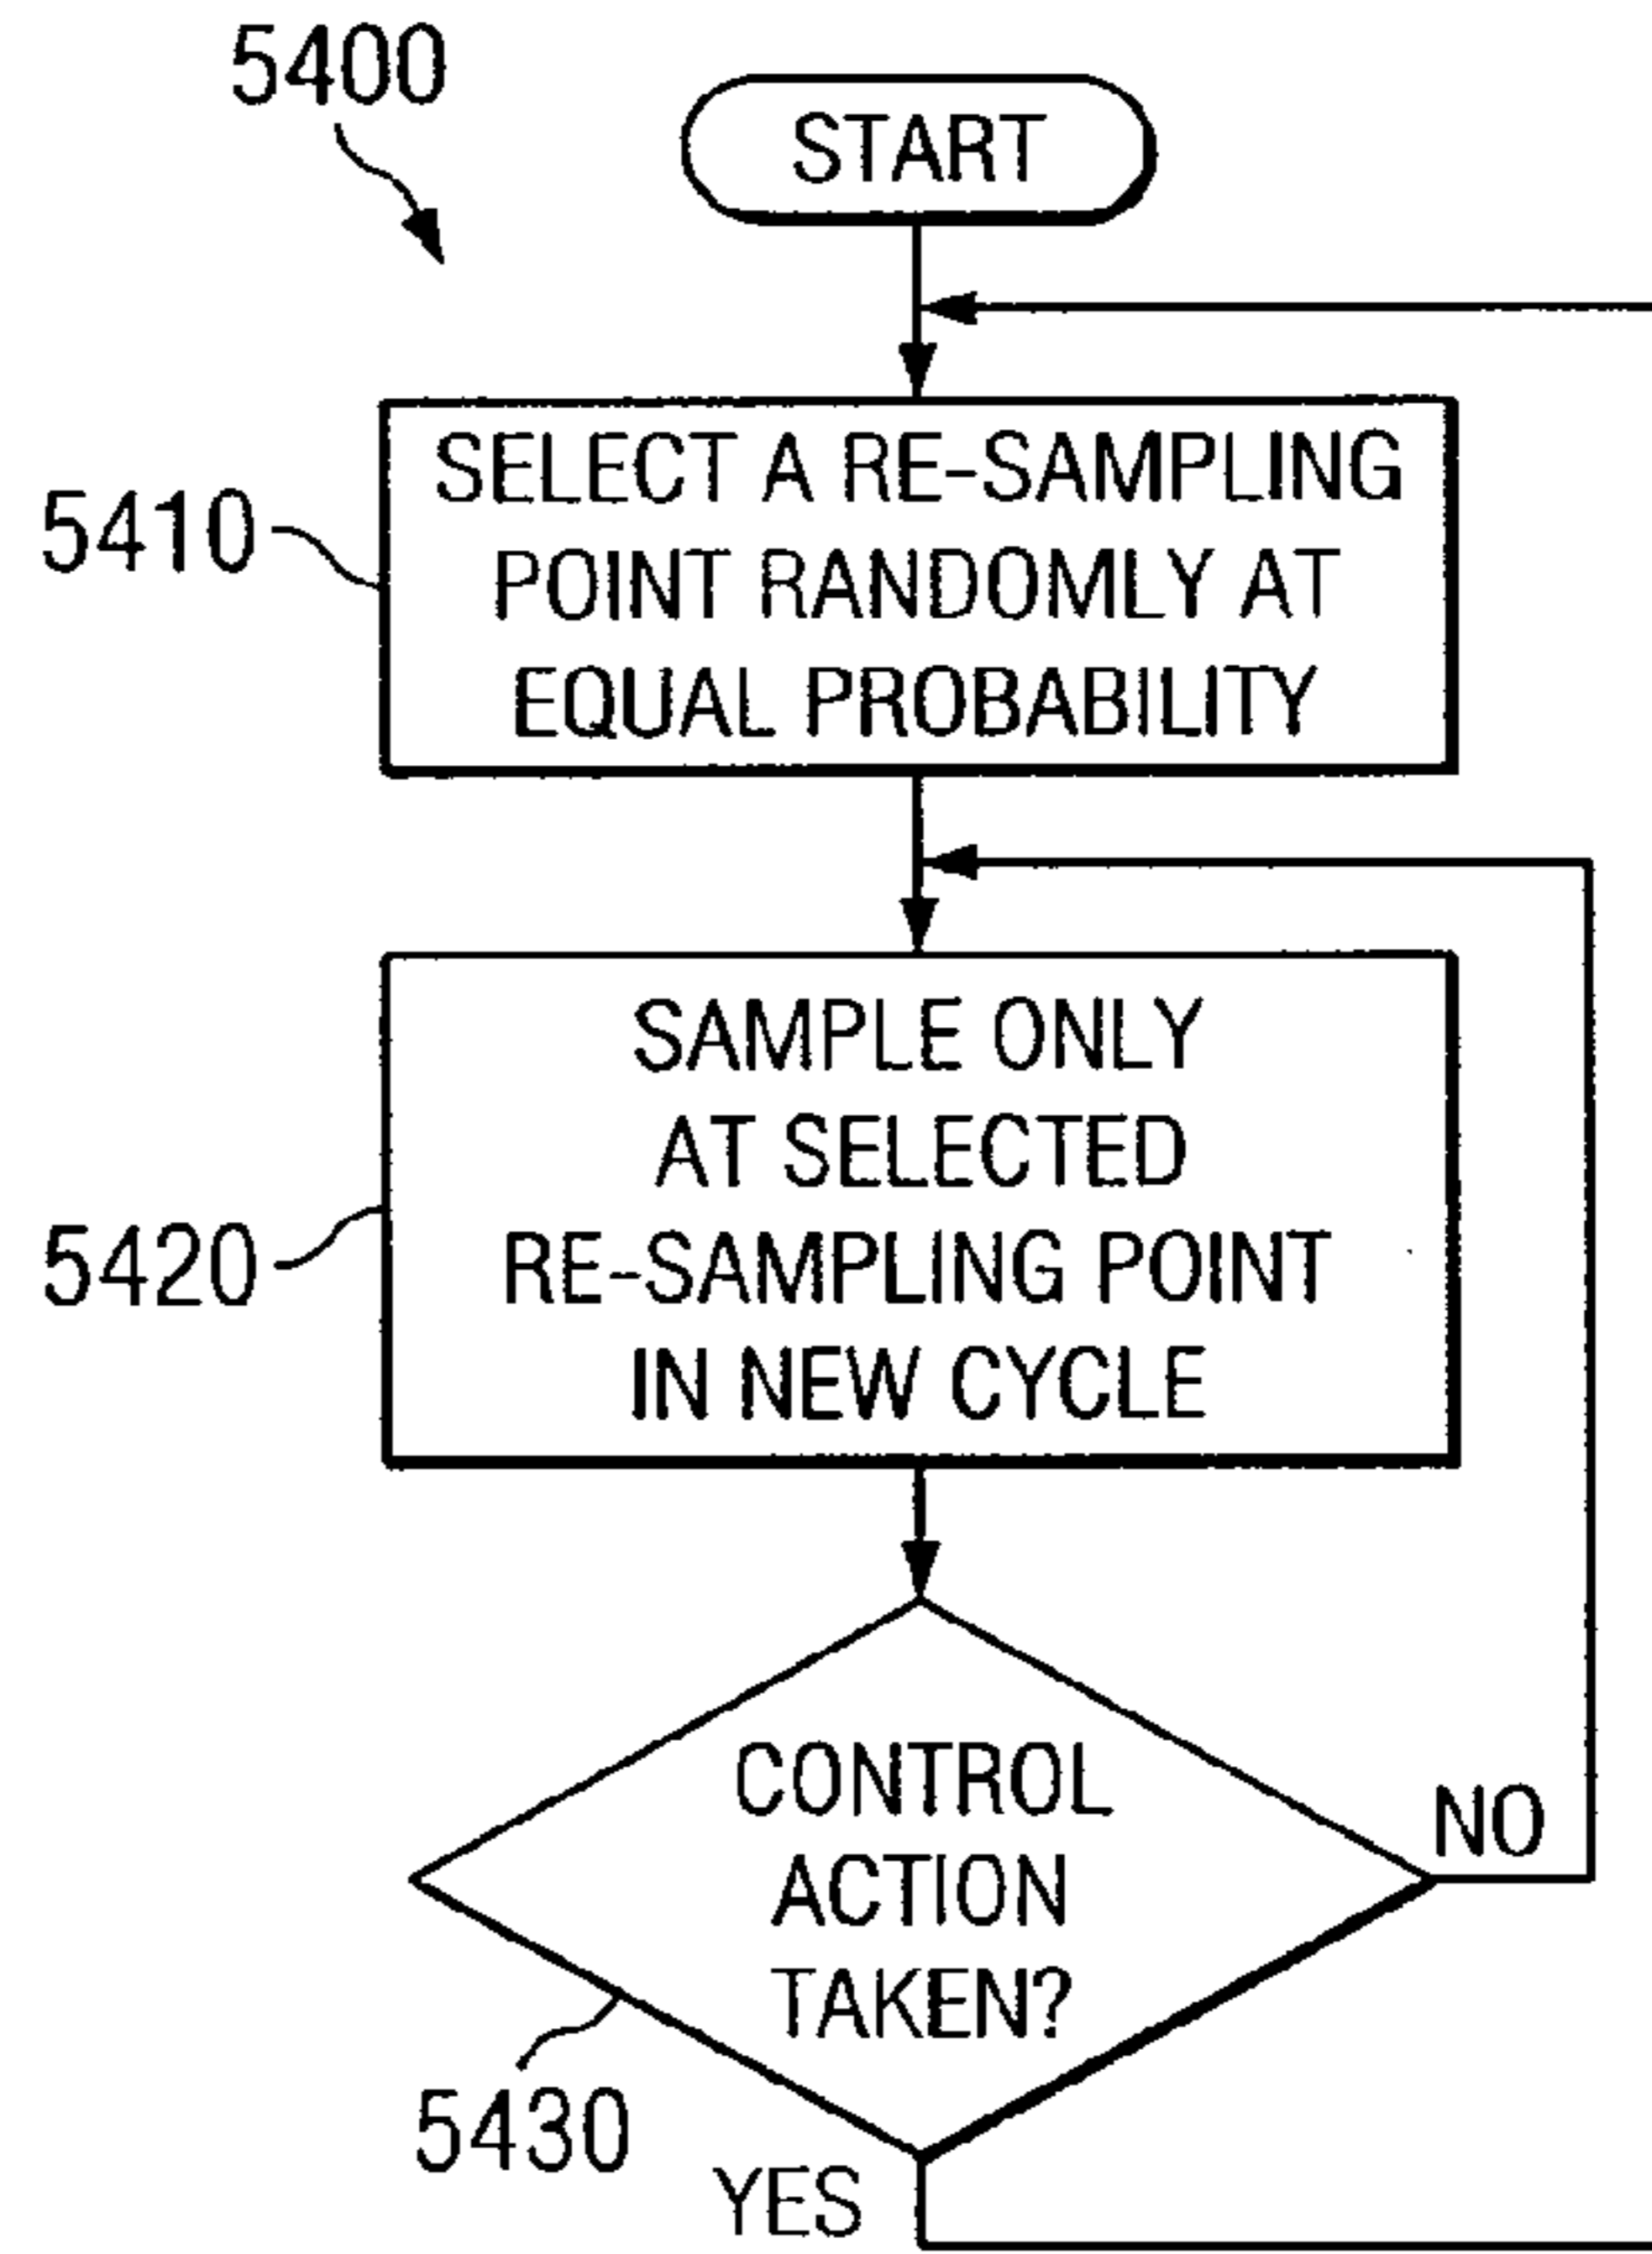 5400
START
5410
SELECT A RE-SAMPLING
POINT RANDOMLY AT
EQUAL PROBABILITY
5420
SAMPLE ONLY
AT SELECTED
RE-SAMPLING POINT
IN NEW CYCLE
CONTROL
ACTION
TAKEN?
NO
5430
YES